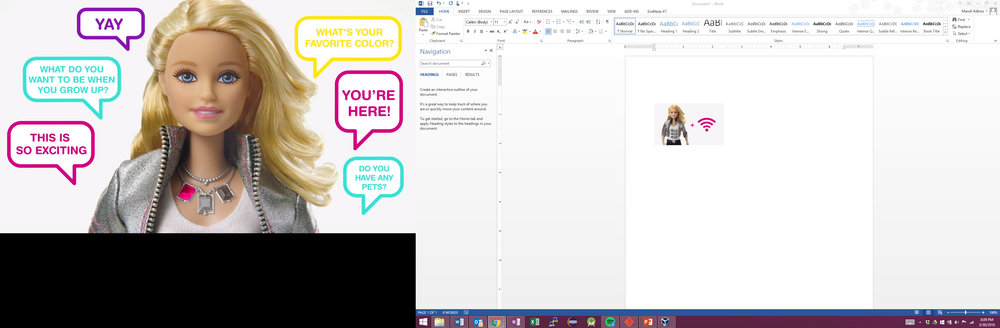 YAY
WHAT'S YOUR
FAVORITE COLOR?
WHAT DO YOU
WANT TO BE WHEN
YOU GROW UP?
YOU'RE
HERE!
THIS IS
SO EXCITING
DO YOU
HAVE ANY
PETS?
Document1 - Word
FILE HOME INSERT DESIGN PAGE LAYOUT REFERENCES MAILINGS REVIEW VIEW ADD-INS EndNote X7
Mandi Adkins
Paste
Cut
Copy
Format Painter
Clipboard
Calibri (Body) 11
Font
Paragraph
AaBbCcDc AaBbCcDc AaBbCc AaBbCcD AaBl AaBbCcD AaBbCcDc AaBbCcDc AaBbCcDc AaBbCcDc AaBbCcDc AaBbCcDc AaBbCcDc AaBbCcDc AaBbCcDc
¶ Normal ¶ No Spac... Heading 1 Heading 2 Title Subtitle Subtle Em... Emphasis Intense E... Strong Quote Intense Q... Subtle Ref... Intense Re... Book Title
Styles
Find
Replace
Select
Editing
Navigation
Search document
HEADINGS PAGES RESULTS
Create an interactive outline of your
document.
It's a great way to keep track of where you
are or quickly move your content around.
To get started, go to the Home tab and
apply Heading styles to the headings in your
document.
1 1 2 3 4 5 6 7
1
1
2
3
4
5
6
7
HELLO
HELLO
HELLO
+
PAGE 1 OF 1 0 WORDS
100%
8:09 PM
3/30/2016